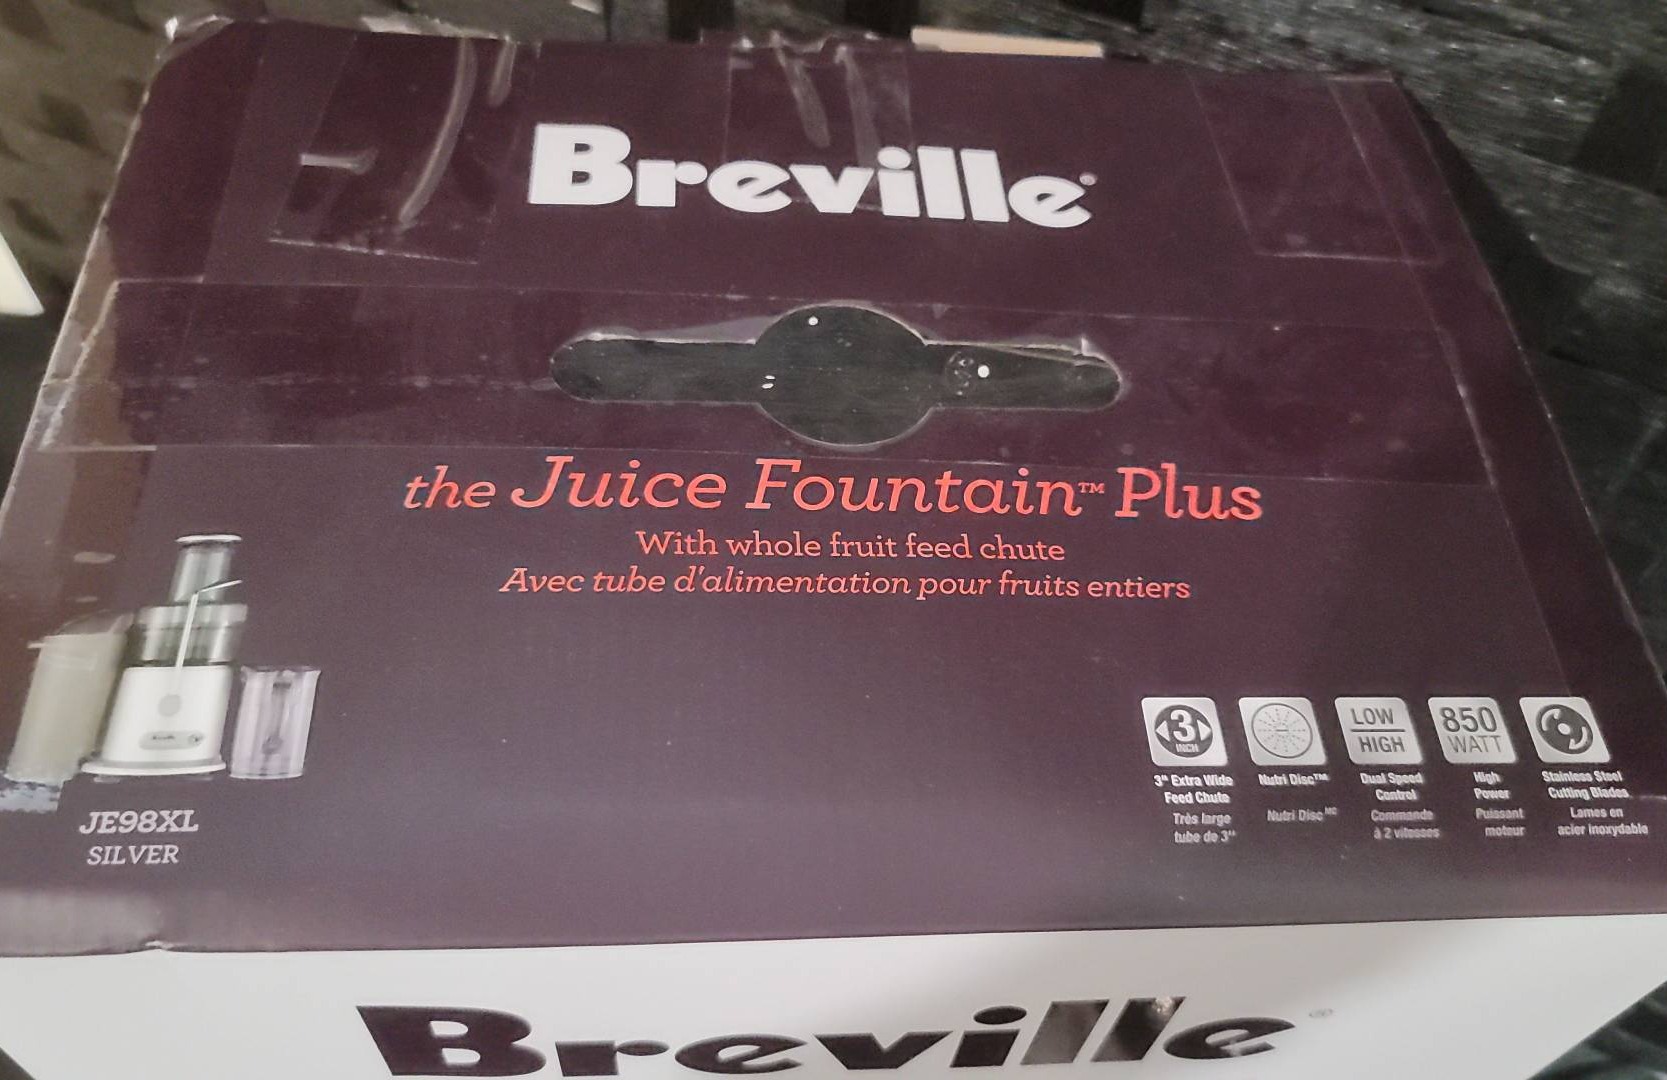 Breville®
the Juice Fountain™ Plus
With whole fruit feed chute
Avec tube d'alimentation pour fruits entiers
JE98XL
SILVER
3
INCH
3" Extra Wide
Feed Chute
Très large
tube de 3"
Nutri Disc™
Nutri Disc MC
LOW
HIGH
Dual Speed
Control
Commande
à 2 vitesses
850
WATT
High
Power
Puissant
moteur
Stainless Steel
Cutting Blades
Lames en
acier inoxydable
Breville®